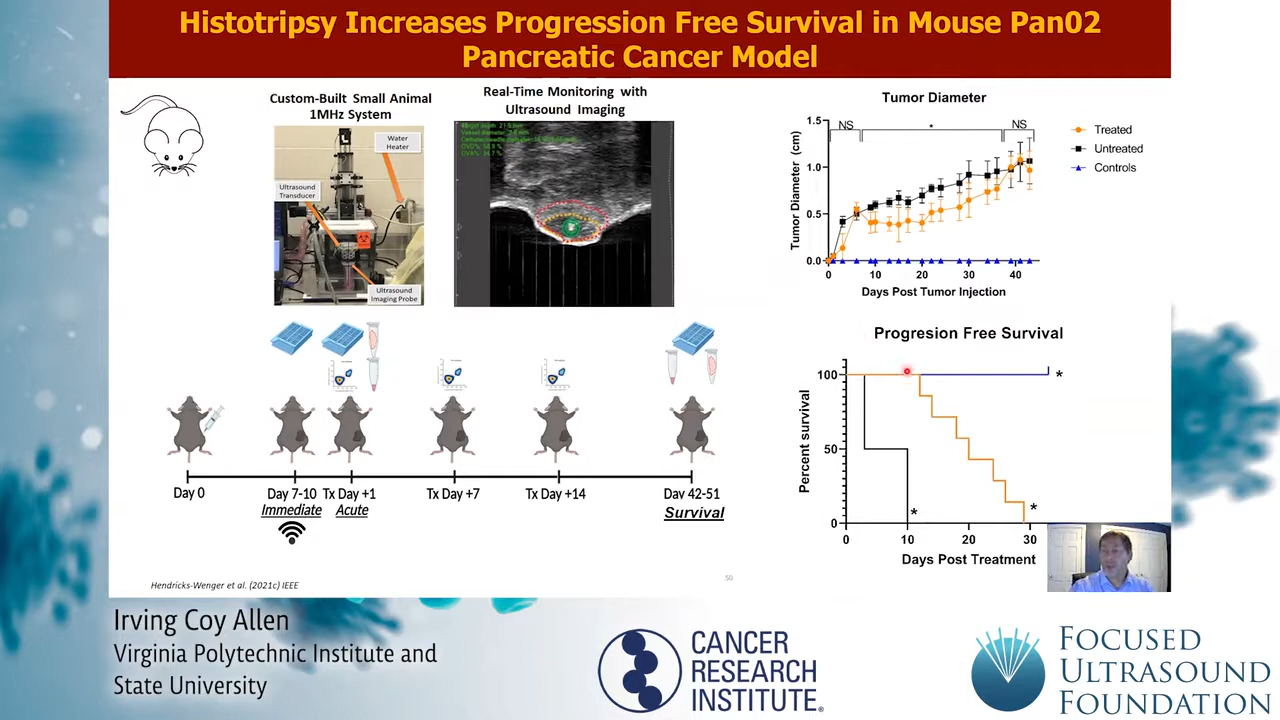 Histotripsy Increases Progression Free Survival in Mouse Pan02
Pancreatic Cancer Model
Custom-Built Small Animal
1MHz System
Water
Heater
Ultrasound
Transducer
Ultrasound
Imaging Probe
Real-Time Monitoring with
Ultrasound Imaging
Tumor Diameter
Tumor Diameter (cm)
1.5
1.0
0.5
0.0
NS
*
NS
0
10
20
30
40
Days Post Tumor Injection
Treated
Untreated
Controls
Day 0
Day 7-10
Immediate
Tx Day +1
Acute
Tx Day +7
Tx Day +14
Day 42-51
Survival
Progresion Free Survival
Percent survival
100
50
0
*
*
*
0
10
20
30
Days Post Treatment
Hendricks-Wenger et al. (2021c) IEEE
50
Irving Coy Allen
Virginia Polytechnic Institute and
State University
CANCER
RESEARCH
INSTITUTE®
FOCUSED
ULTRASOUND
FOUNDATION